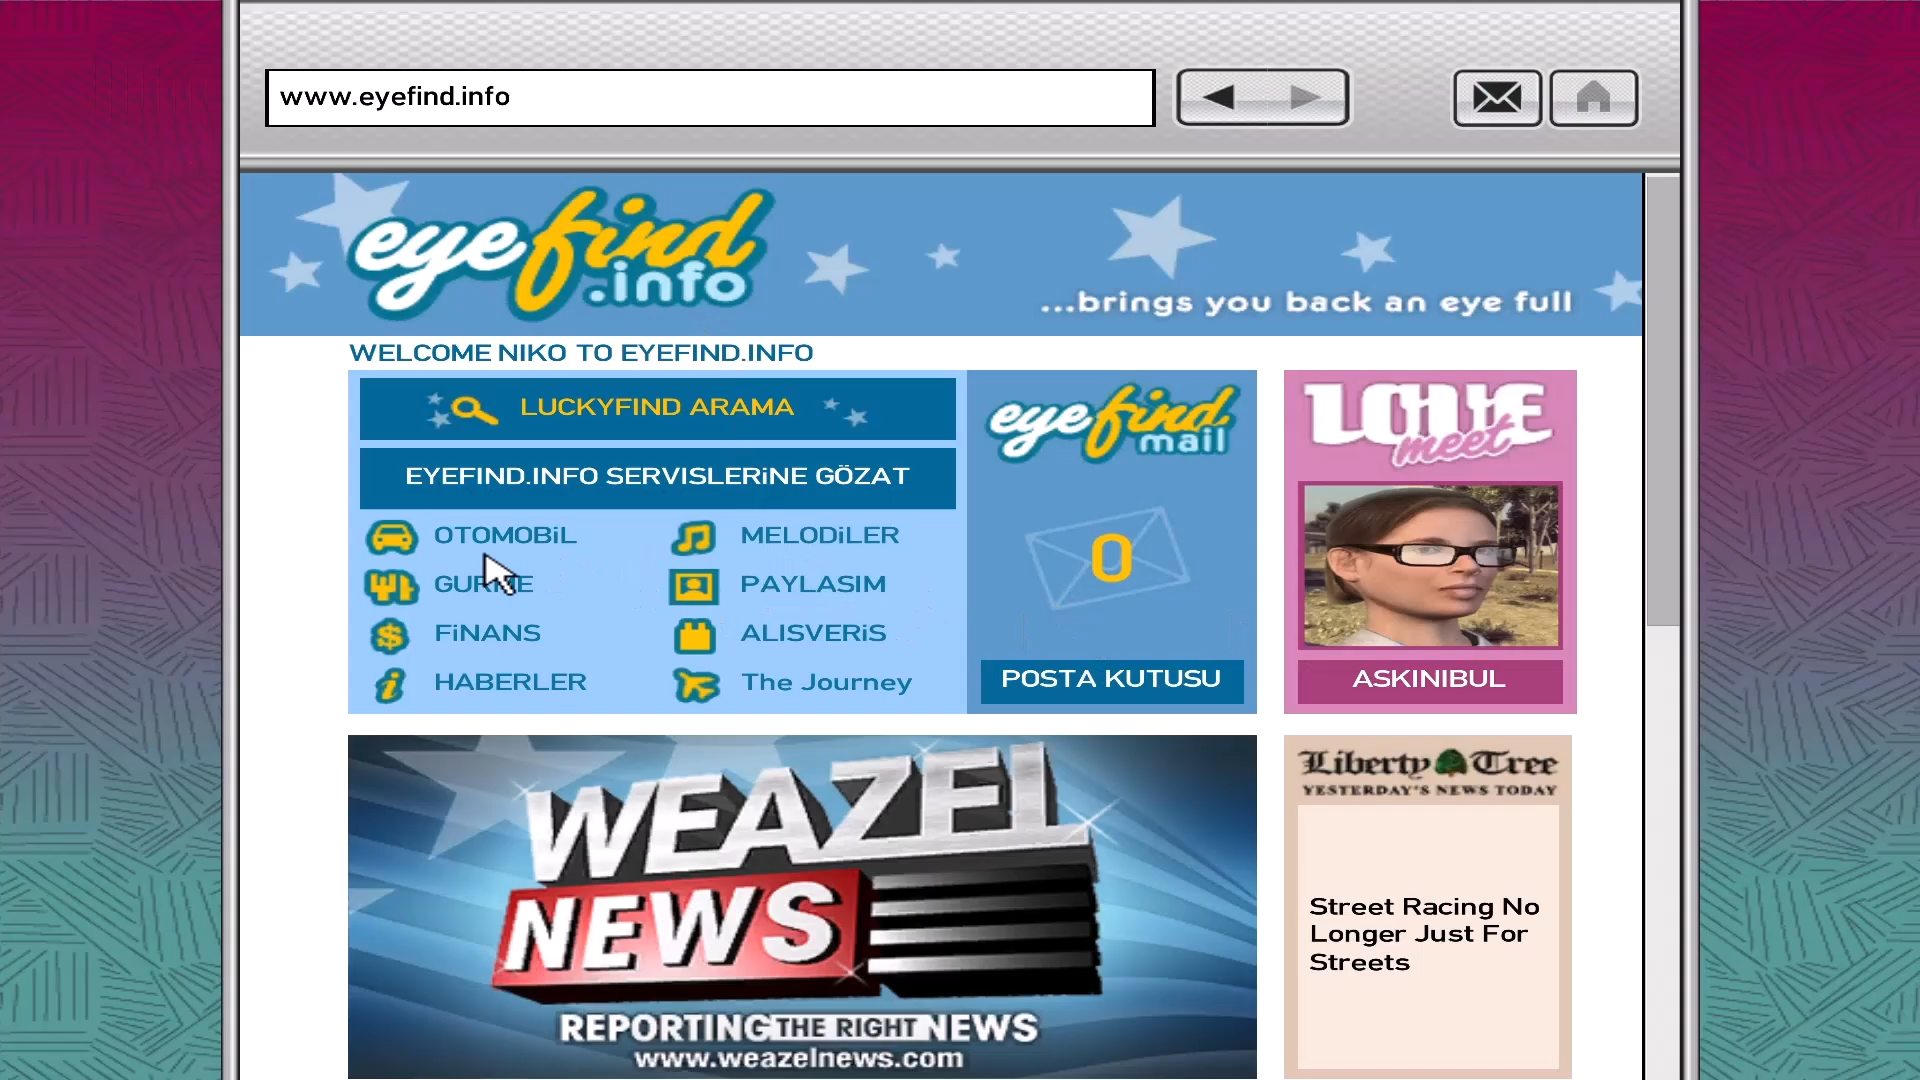 www.eyefind.info
eyefind
.info
...brings you back an eye full
WELCOME NIKO TO EYEFIND.INFO
LUCKYFIND ARAMA
EYEFIND.INFO SERVISLERiNE GÖZAT
OTOMOBiL
MELODiLER
PAYLASIM
FiNANS
ALISVERiS
HABERLER
The Journey
eyefind
mail
0
POSTA KUTUSU
LOVE
meet
ASKINIBUL
WEAZEL
NEWS
REPORTING THE RIGHT NEWS
www.weazelnews.com
Liberty Tree
YESTERDAY'S NEWS TODAY
Street Racing No
Longer Just For
Streets